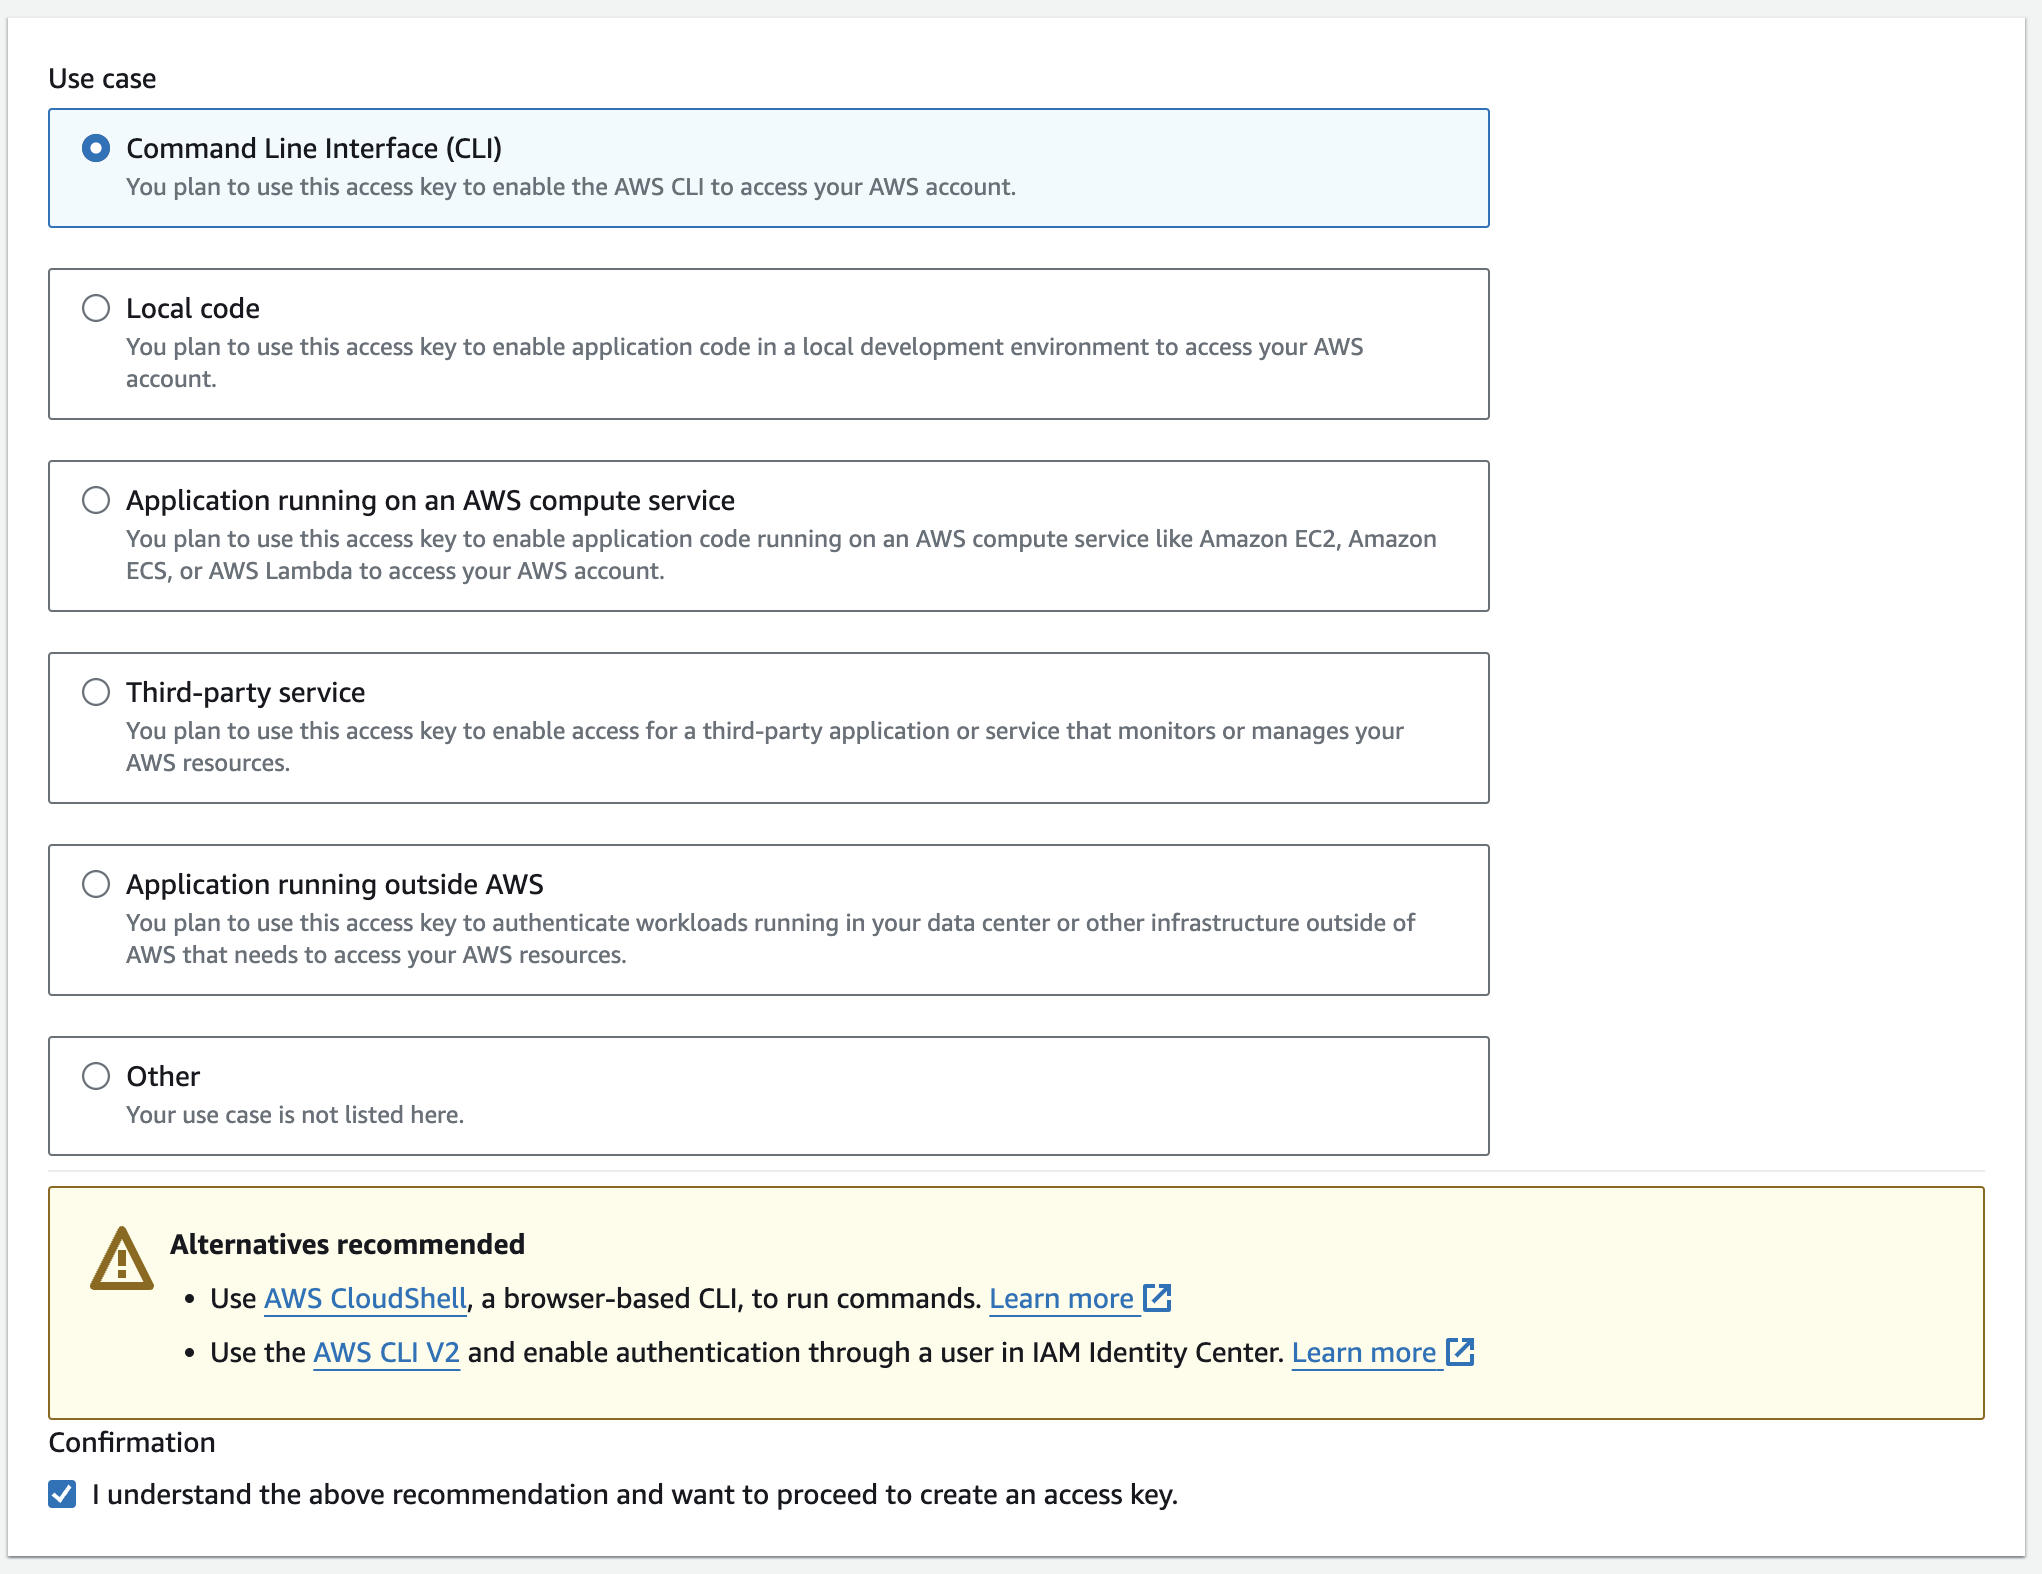 Use case
Command Line Interface (CLI)
You plan to use this access key to enable the AWS CLI to access your AWS account.
Local code
You plan to use this access key to enable application code in a local development environment to access your AWS
account.
Application running on an AWS compute service
You plan to use this access key to enable application code running on an AWS compute service like Amazon EC2, Amazon
ECS, or AWS Lambda to access your AWS account.
Third-party service
You plan to use this access key to enable access for a third-party application or service that monitors or manages your
AWS resources.
Application running outside AWS
You plan to use this access key to authenticate workloads running in your data center or other infrastructure outside of
AWS that needs to access your AWS resources.
Other
Your use case is not listed here.
Alternatives recommended
• Use AWS CloudShell, a browser-based CLI, to run commands. Learn more
• Use the AWS CLI V2 and enable authentication through a user in IAM Identity Center. Learn more
Confirmation
I understand the above recommendation and want to proceed to create an access key.